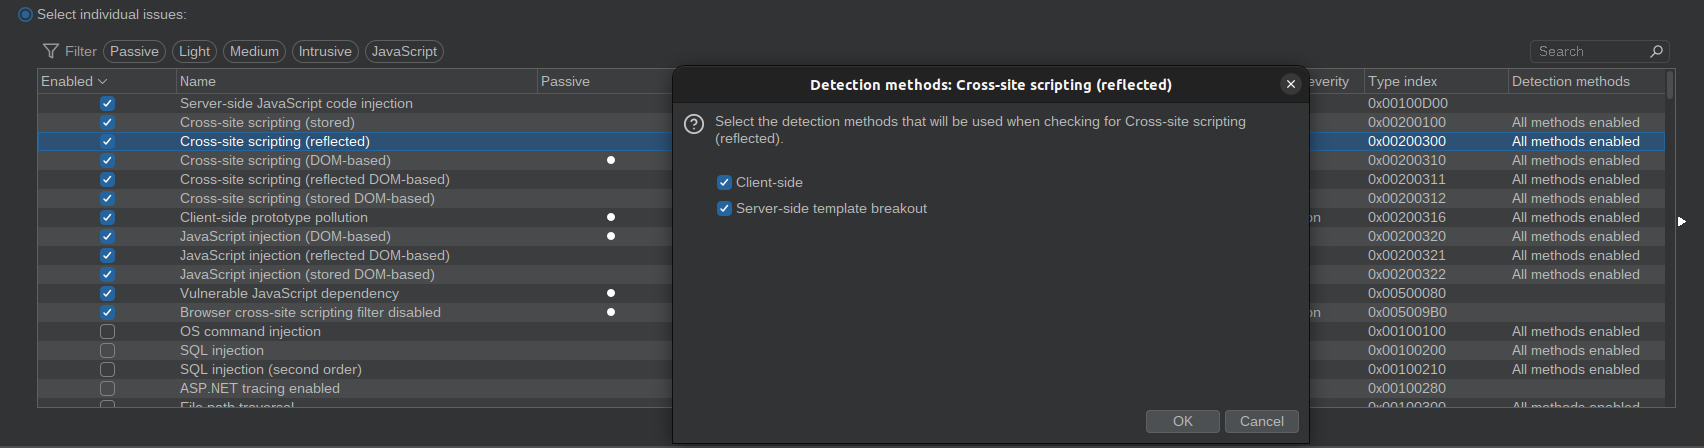 Select individual issues:
Filter Passive Light Medium Intrusive JavaScript Search
Enabled Name Passive everity Type index Detection methods
Server-side JavaScript code injection 0x00100D00
Cross-site scripting (stored) 0x00200100 All methods enabled
Cross-site scripting (reflected) 0x00200300 All methods enabled
Cross-site scripting (DOM-based) 0x00200310 All methods enabled
Cross-site scripting (reflected DOM-based) 0x00200311 All methods enabled
Cross-site scripting (stored DOM-based) 0x00200312 All methods enabled
Client-side prototype pollution on 0x00200316 All methods enabled
JavaScript injection (DOM-based) 0x00200320 All methods enabled
JavaScript injection (reflected DOM-based) 0x00200321 All methods enabled
JavaScript injection (stored DOM-based) 0x00200322 All methods enabled
Vulnerable JavaScript dependency 0x00500080
Browser cross-site scripting filter disabled on 0x005009B0
OS command injection 0x00100100 All methods enabled
SQL injection 0x00100200 All methods enabled
SQL injection (second order) 0x00100210 All methods enabled
ASP.NET tracing enabled 0x00100280
File path traversal 0x00100300 All methods enabled
Detection methods: Cross-site scripting (reflected)
Select the detection methods that will be used when checking for Cross-site scripting
(reflected).
Client-side
Server-side template breakout
OK Cancel